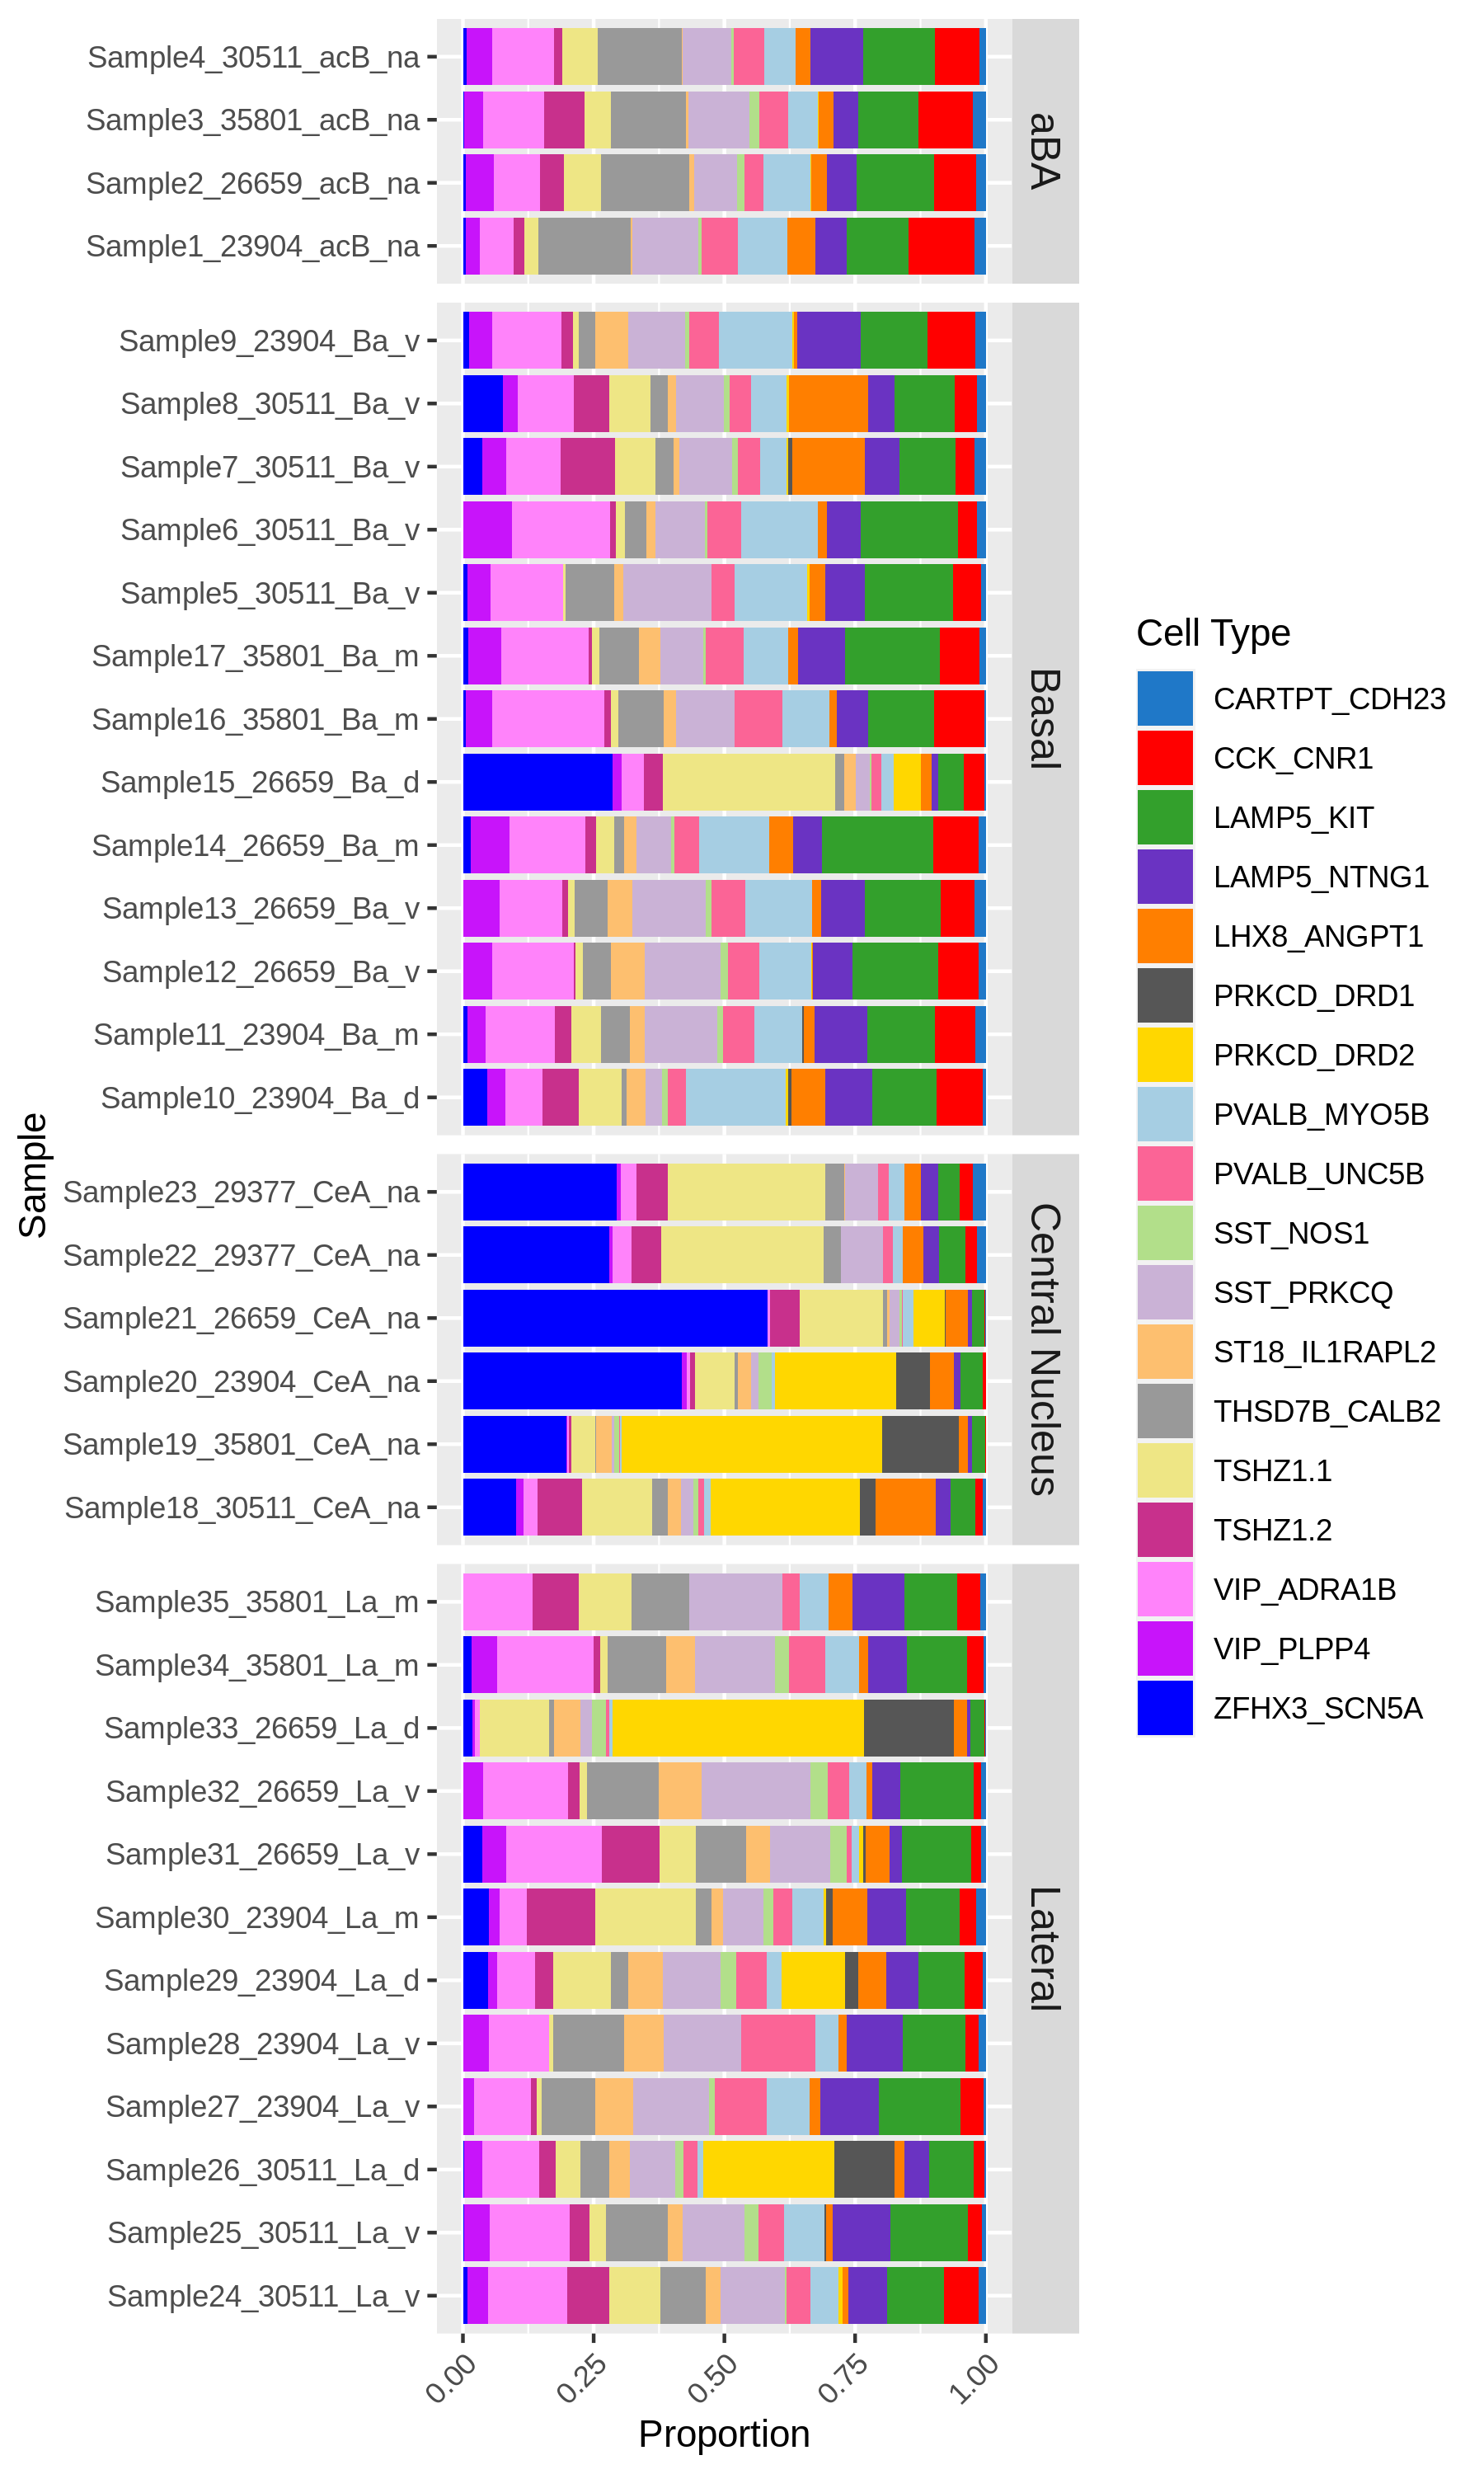 Sample4_30511_acB_na
Sample3_35801_acB_na
Sample2_26659_acB_na
Sample1_23904_acB_na
aBA
Sample9_23904_Ba_v
Sample8_30511_Ba_v
Sample7_30511_Ba_v
Sample6_30511_Ba_v
Sample5_30511_Ba_v
Sample17_35801_Ba_m
Sample16_35801_Ba_m
Sample15_26659_Ba_d
Sample14_26659_Ba_m
Sample13_26659_Ba_v
Sample12_26659_Ba_v
Sample11_23904_Ba_m
Sample10_23904_Ba_d
Basal
Sample23_29377_CeA_na
Sample22_29377_CeA_na
Sample21_26659_CeA_na
Sample20_23904_CeA_na
Sample19_35801_CeA_na
Sample18_30511_CeA_na
Central Nucleus
Sample35_35801_La_m
Sample34_35801_La_m
Sample33_26659_La_d
Sample32_26659_La_v
Sample31_26659_La_v
Sample30_23904_La_m
Sample29_23904_La_d
Sample28_23904_La_v
Sample27_23904_La_v
Sample26_30511_La_d
Sample25_30511_La_v
Sample24_30511_La_v
Lateral
Sample
0.00
0.25
0.50
0.75
1.00
Proportion
Cell Type
CARTPT_CDH23
CCK_CNR1
LAMP5_KIT
LAMP5_NTNG1
LHX8_ANGPT1
PRKCD_DRD1
PRKCD_DRD2
PVALB_MYO5B
PVALB_UNC5B
SST_NOS1
SST_PRKCQ
ST18_IL1RAPL2
THSD7B_CALB2
TSHZ1.1
TSHZ1.2
VIP_ADRA1B
VIP_PLPP4
ZFHX3_SCN5A